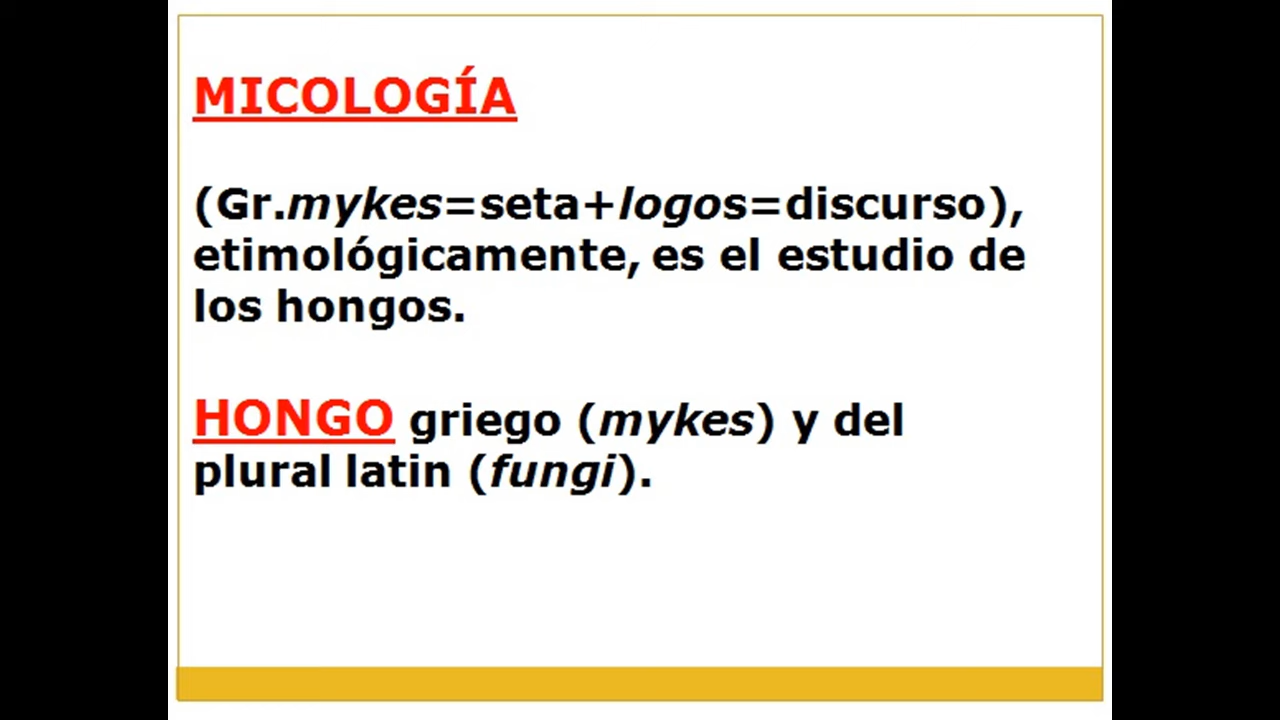 MICOLOGÍA
(Gr.mykes=seta+logos=discurso),
etimológicamente, es el estudio de
los hongos.
HONGO griego (mykes) y del
plural latin (fungi).